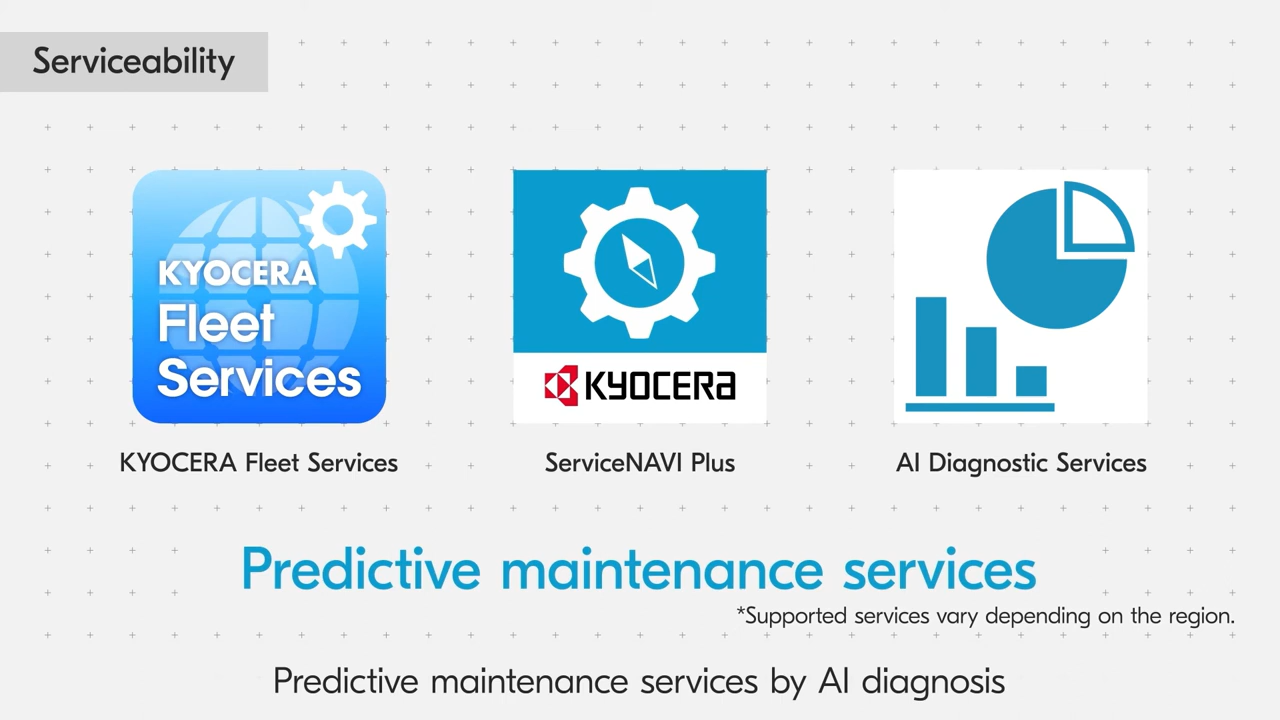 Serviceability
KYOCERA
Fleet
Services
KYOCERA
KYOCERA Fleet Services
ServiceNAVI Plus
AI Diagnostic Services
Predictive maintenance services
*Supported services vary depending on the region.
Predictive maintenance services by AI diagnosis